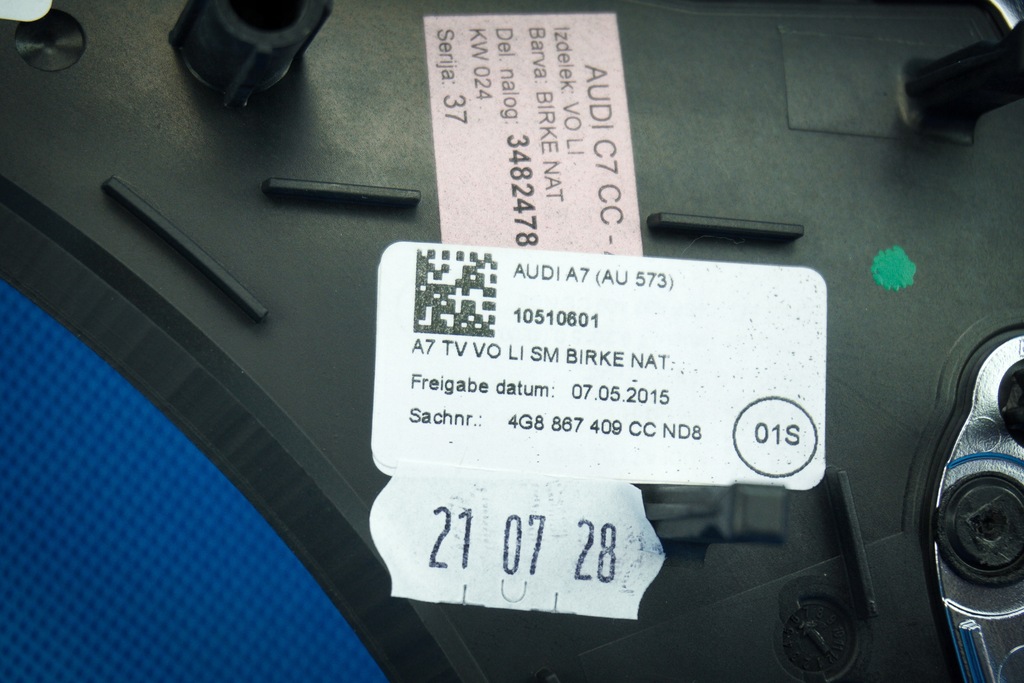 AUDI C7 CC -
Izdelek: VO LI
Barva: BIRKE NAT
Del. nalog: 3482478
KW 024
Serija: 37
AUDI A7 (AU 573)
10510601
A7 TV VO LI SM BIRKE NAT.
Freigabe datum: 07.05.2015
Sachnr.: 4G8 867 409 CC ND8
01S
21 07 28